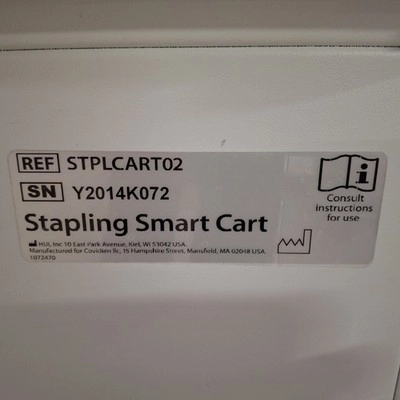 REF STPLCART02
SN Y2014K072
Stapling Smart Cart
HUI, Inc 10 East Park Avenue, Kiel, WI 53042 USA.
Manufactured for Covidien llc, 15 Hampshire Street, Mansfield, MA 02048 USA.
1072470
i
Consult
instructions
for use